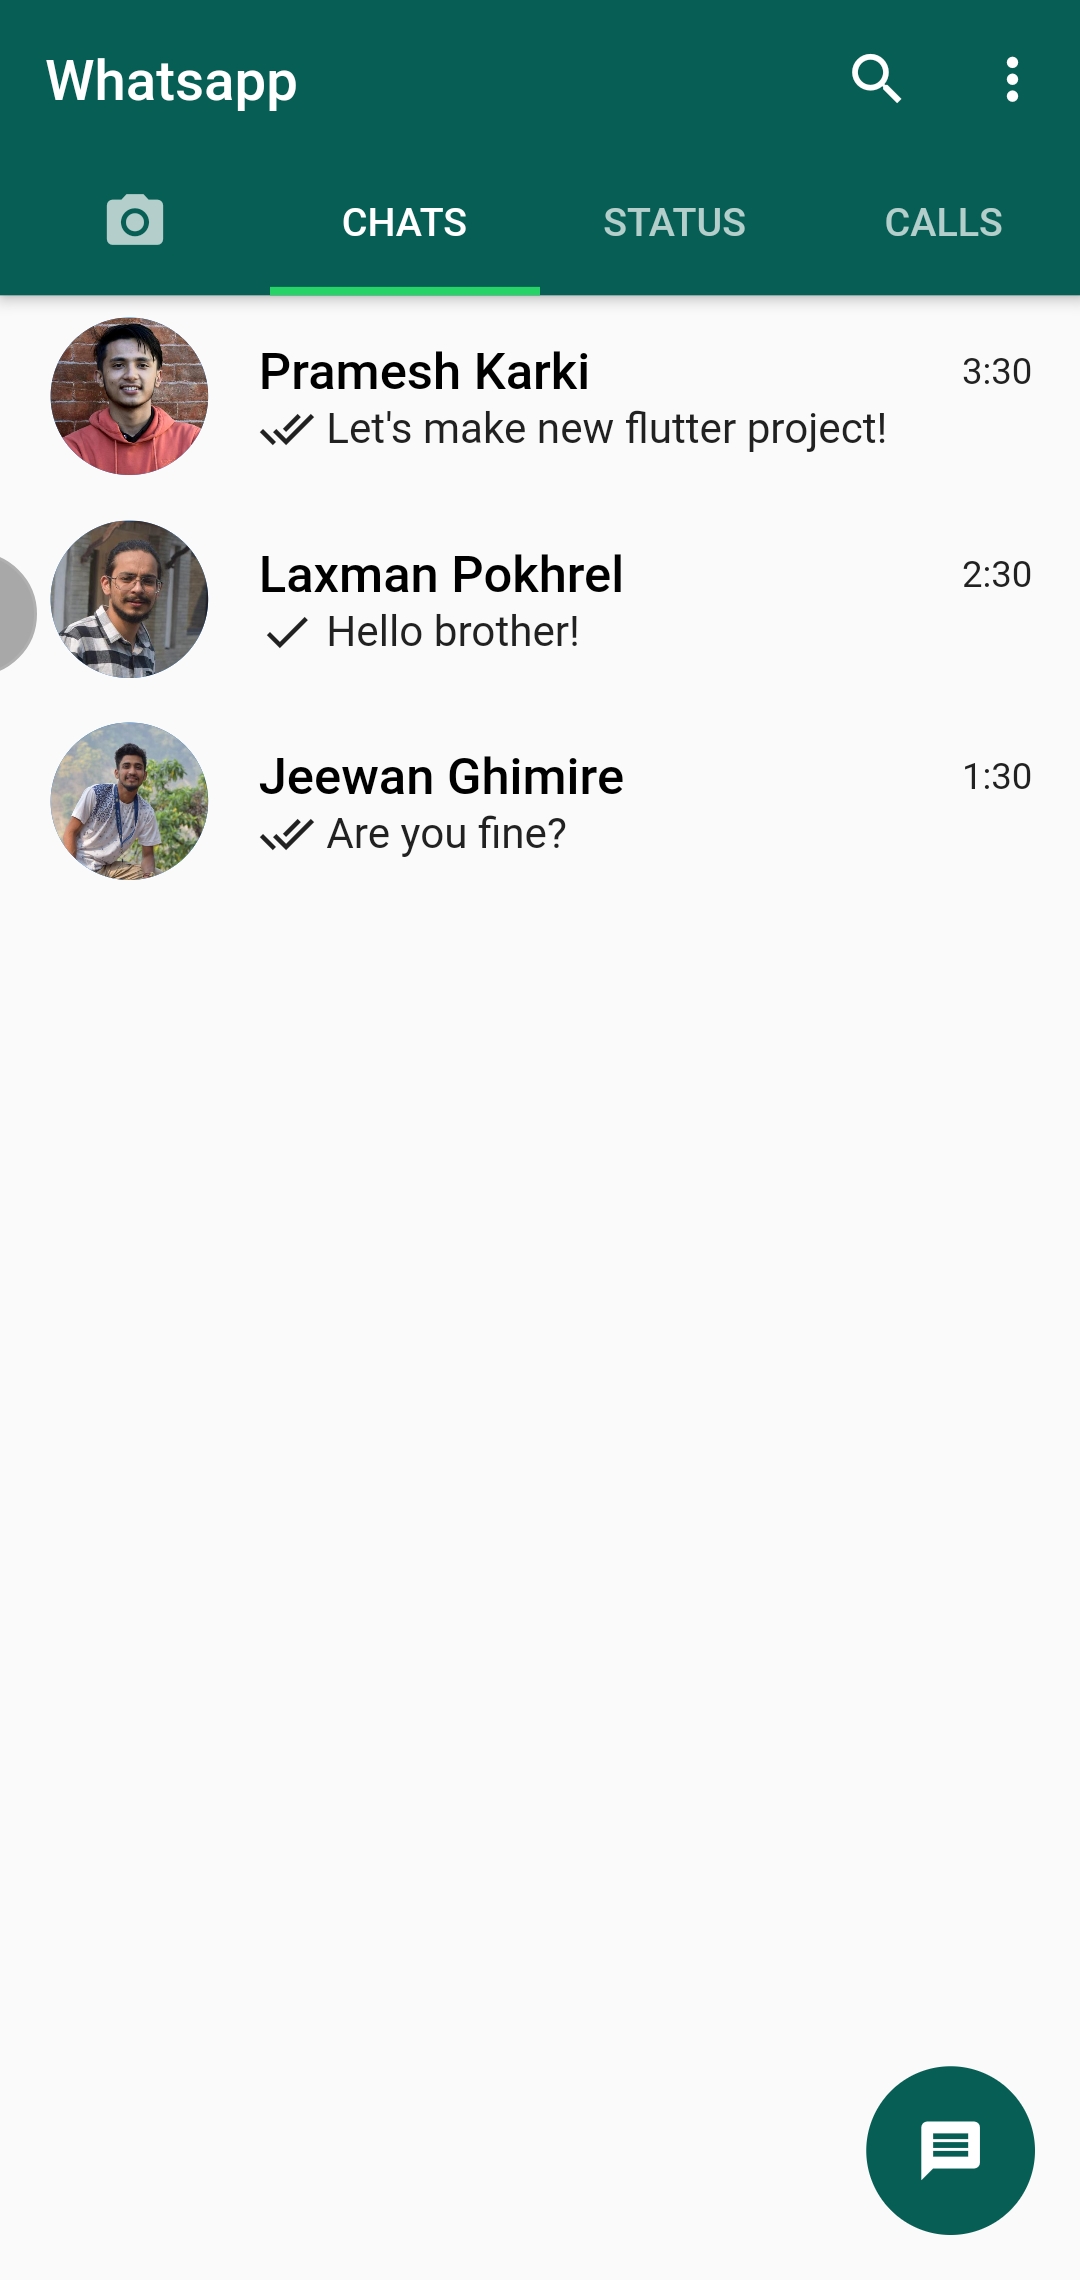 Whatsapp
CHATS STATUS CALLS
Pramesh Karki 3:30
Let's make new flutter project!
Laxman Pokhrel 2:30
Hello brother!
Jeewan Ghimire 1:30
Are you fine?